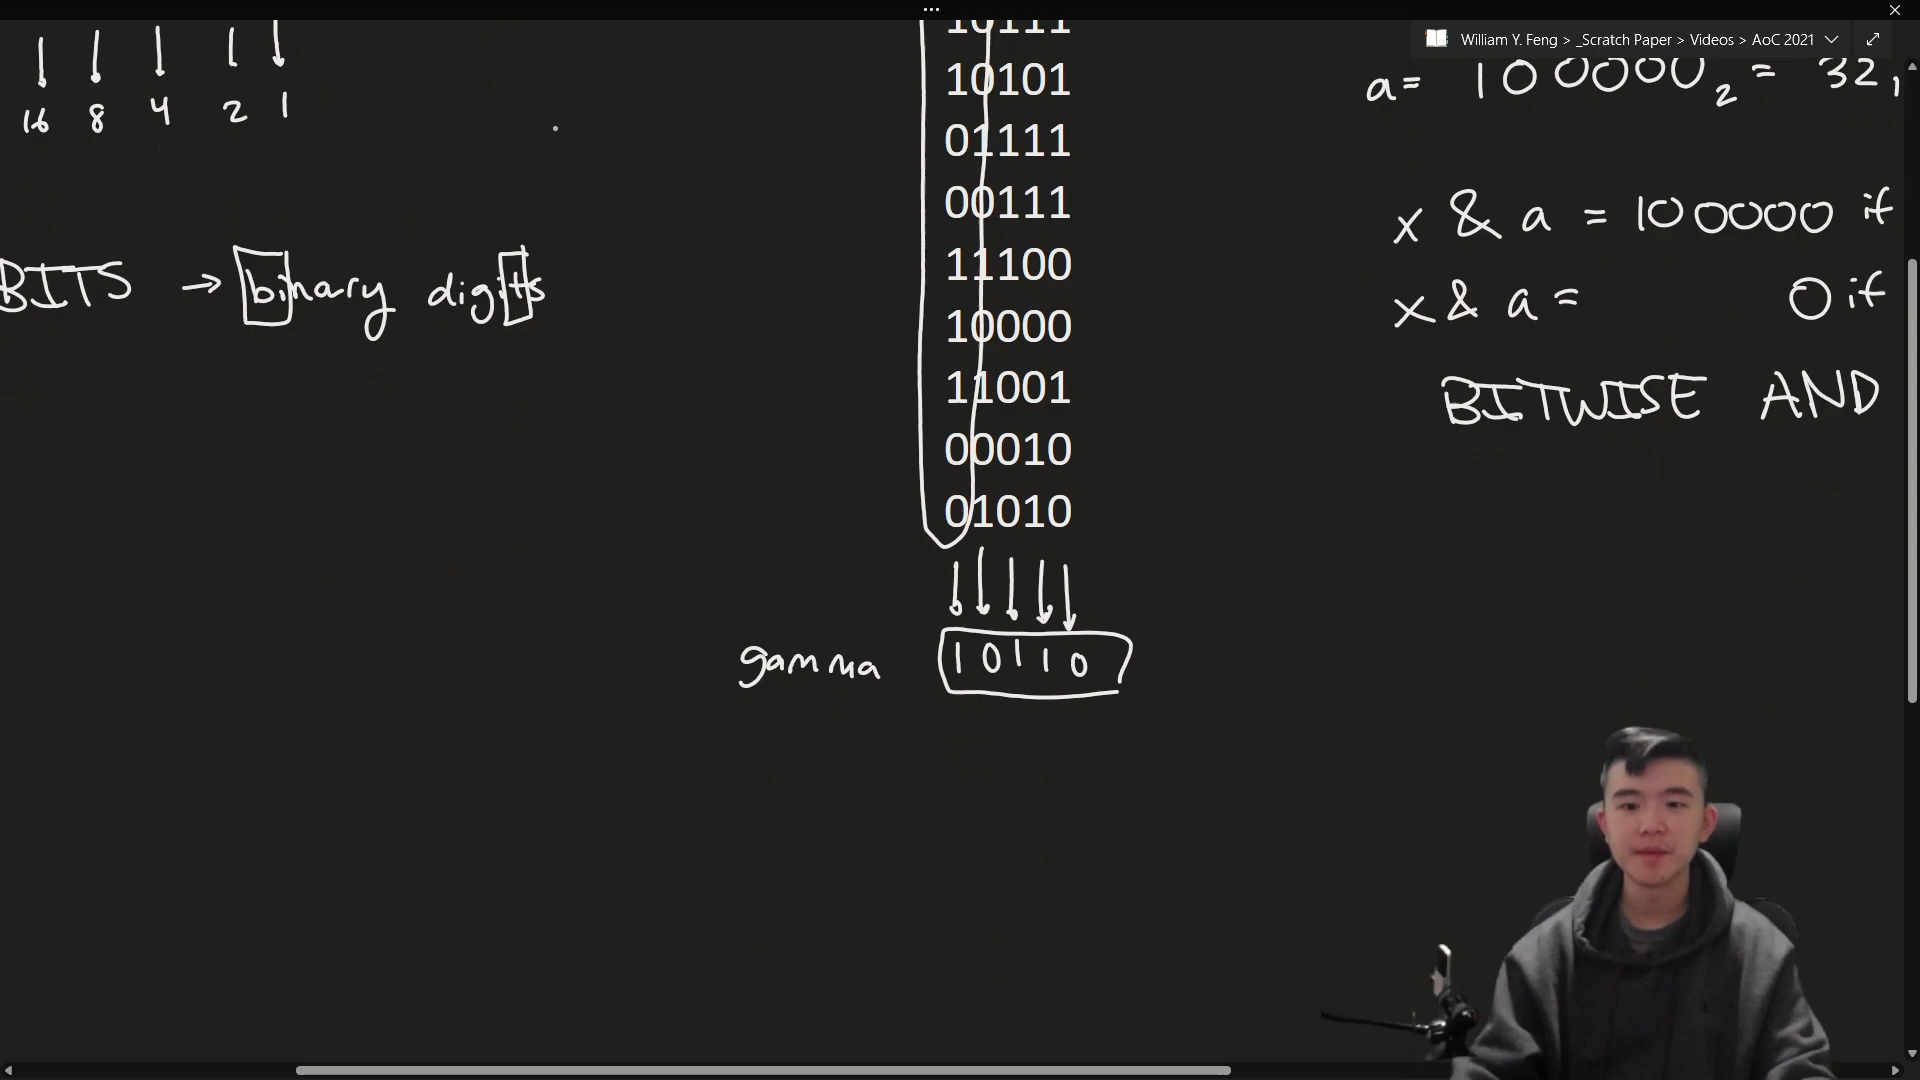 William Y. Feng > _Scratch Paper > Videos > AoC 2021
16 8 4 2 1
BITS → binary digits
10111
10101
01111
00111
11100
10000
11001
00010
01010
gamma 10110
a = 100000₂ = 32,
x & a = 100000 if
x & a = 0 if
BITWISE AND